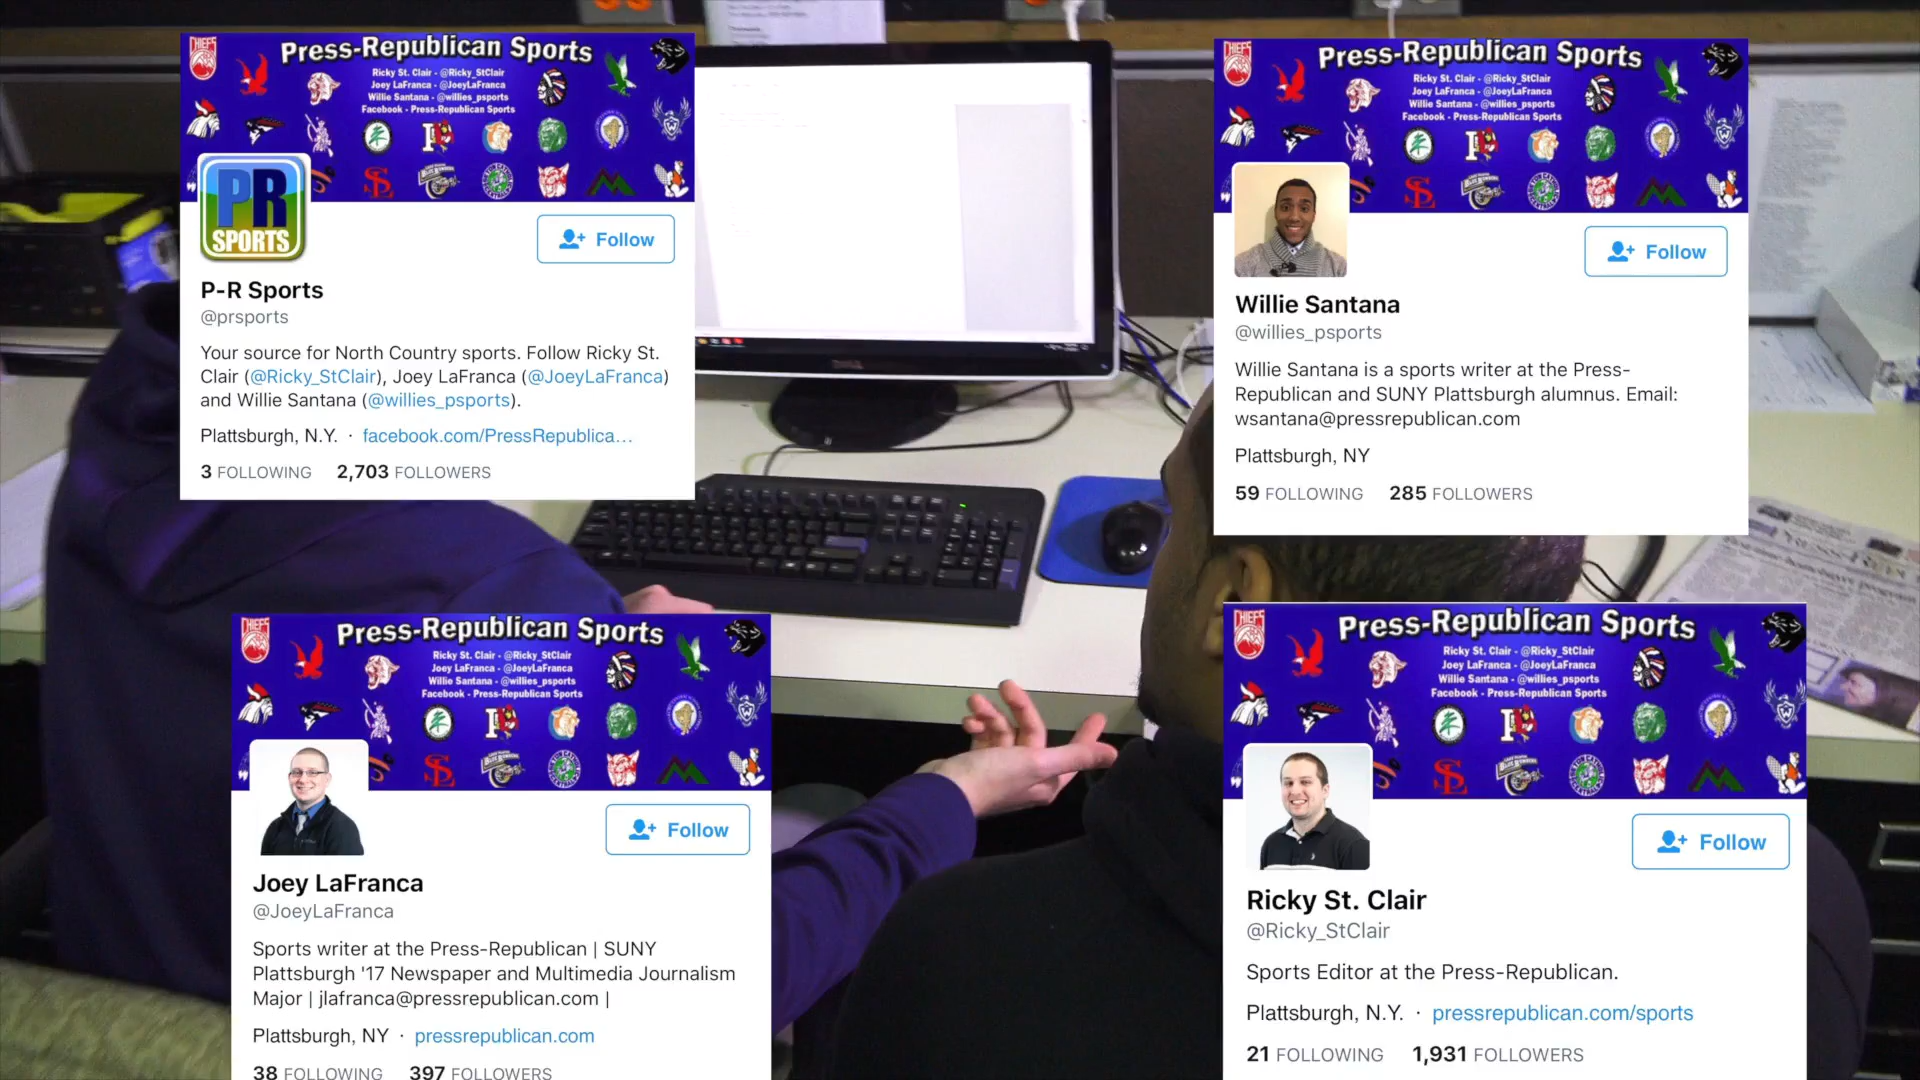 Press-Republican Sports
Ricky St. Clair - @Ricky_StClair
Joey LaFranca - @JoeyLaFranca
Willie Santana - @willies_psports
Facebook - Press-Republican Sports
CHIEFS
PR
SPORTS
Follow
P-R Sports
@prsports
Your source for North Country sports. Follow Ricky St.
Clair (@Ricky_StClair), Joey LaFranca (@JoeyLaFranca)
and Willie Santana (@willies_psports).
Plattsburgh, N.Y. · facebook.com/PressRepublica…
3 FOLLOWING 2,703 FOLLOWERS
Press-Republican Sports
Ricky St. Clair - @Ricky_StClair
Joey LaFranca - @JoeyLaFranca
Willie Santana - @willies_psports
Facebook - Press-Republican Sports
CHIEFS
Follow
Willie Santana
@willies_psports
Willie Santana is a sports writer at the Press-
Republican and SUNY Plattsburgh alumnus. Email:
wsantana@pressrepublican.com
Plattsburgh, NY
59 FOLLOWING 285 FOLLOWERS
Press-Republican Sports
Ricky St. Clair - @Ricky_StClair
Joey LaFranca - @JoeyLaFranca
Willie Santana - @willies_psports
Facebook - Press-Republican Sports
CHIEFS
Follow
Joey LaFranca
@JoeyLaFranca
Sports writer at the Press-Republican | SUNY
Plattsburgh '17 Newspaper and Multimedia Journalism
Major | jlafranca@pressrepublican.com |
Plattsburgh, NY · pressrepublican.com
38 FOLLOWING 397 FOLLOWERS
Press-Republican Sports
Ricky St. Clair - @Ricky_StClair
Joey LaFranca - @JoeyLaFranca
Willie Santana - @willies_psports
Facebook - Press-Republican Sports
CHIEFS
Follow
Ricky St. Clair
@Ricky_StClair
Sports Editor at the Press-Republican.
Plattsburgh, N.Y. · pressrepublican.com/sports
21 FOLLOWING 1,931 FOLLOWERS